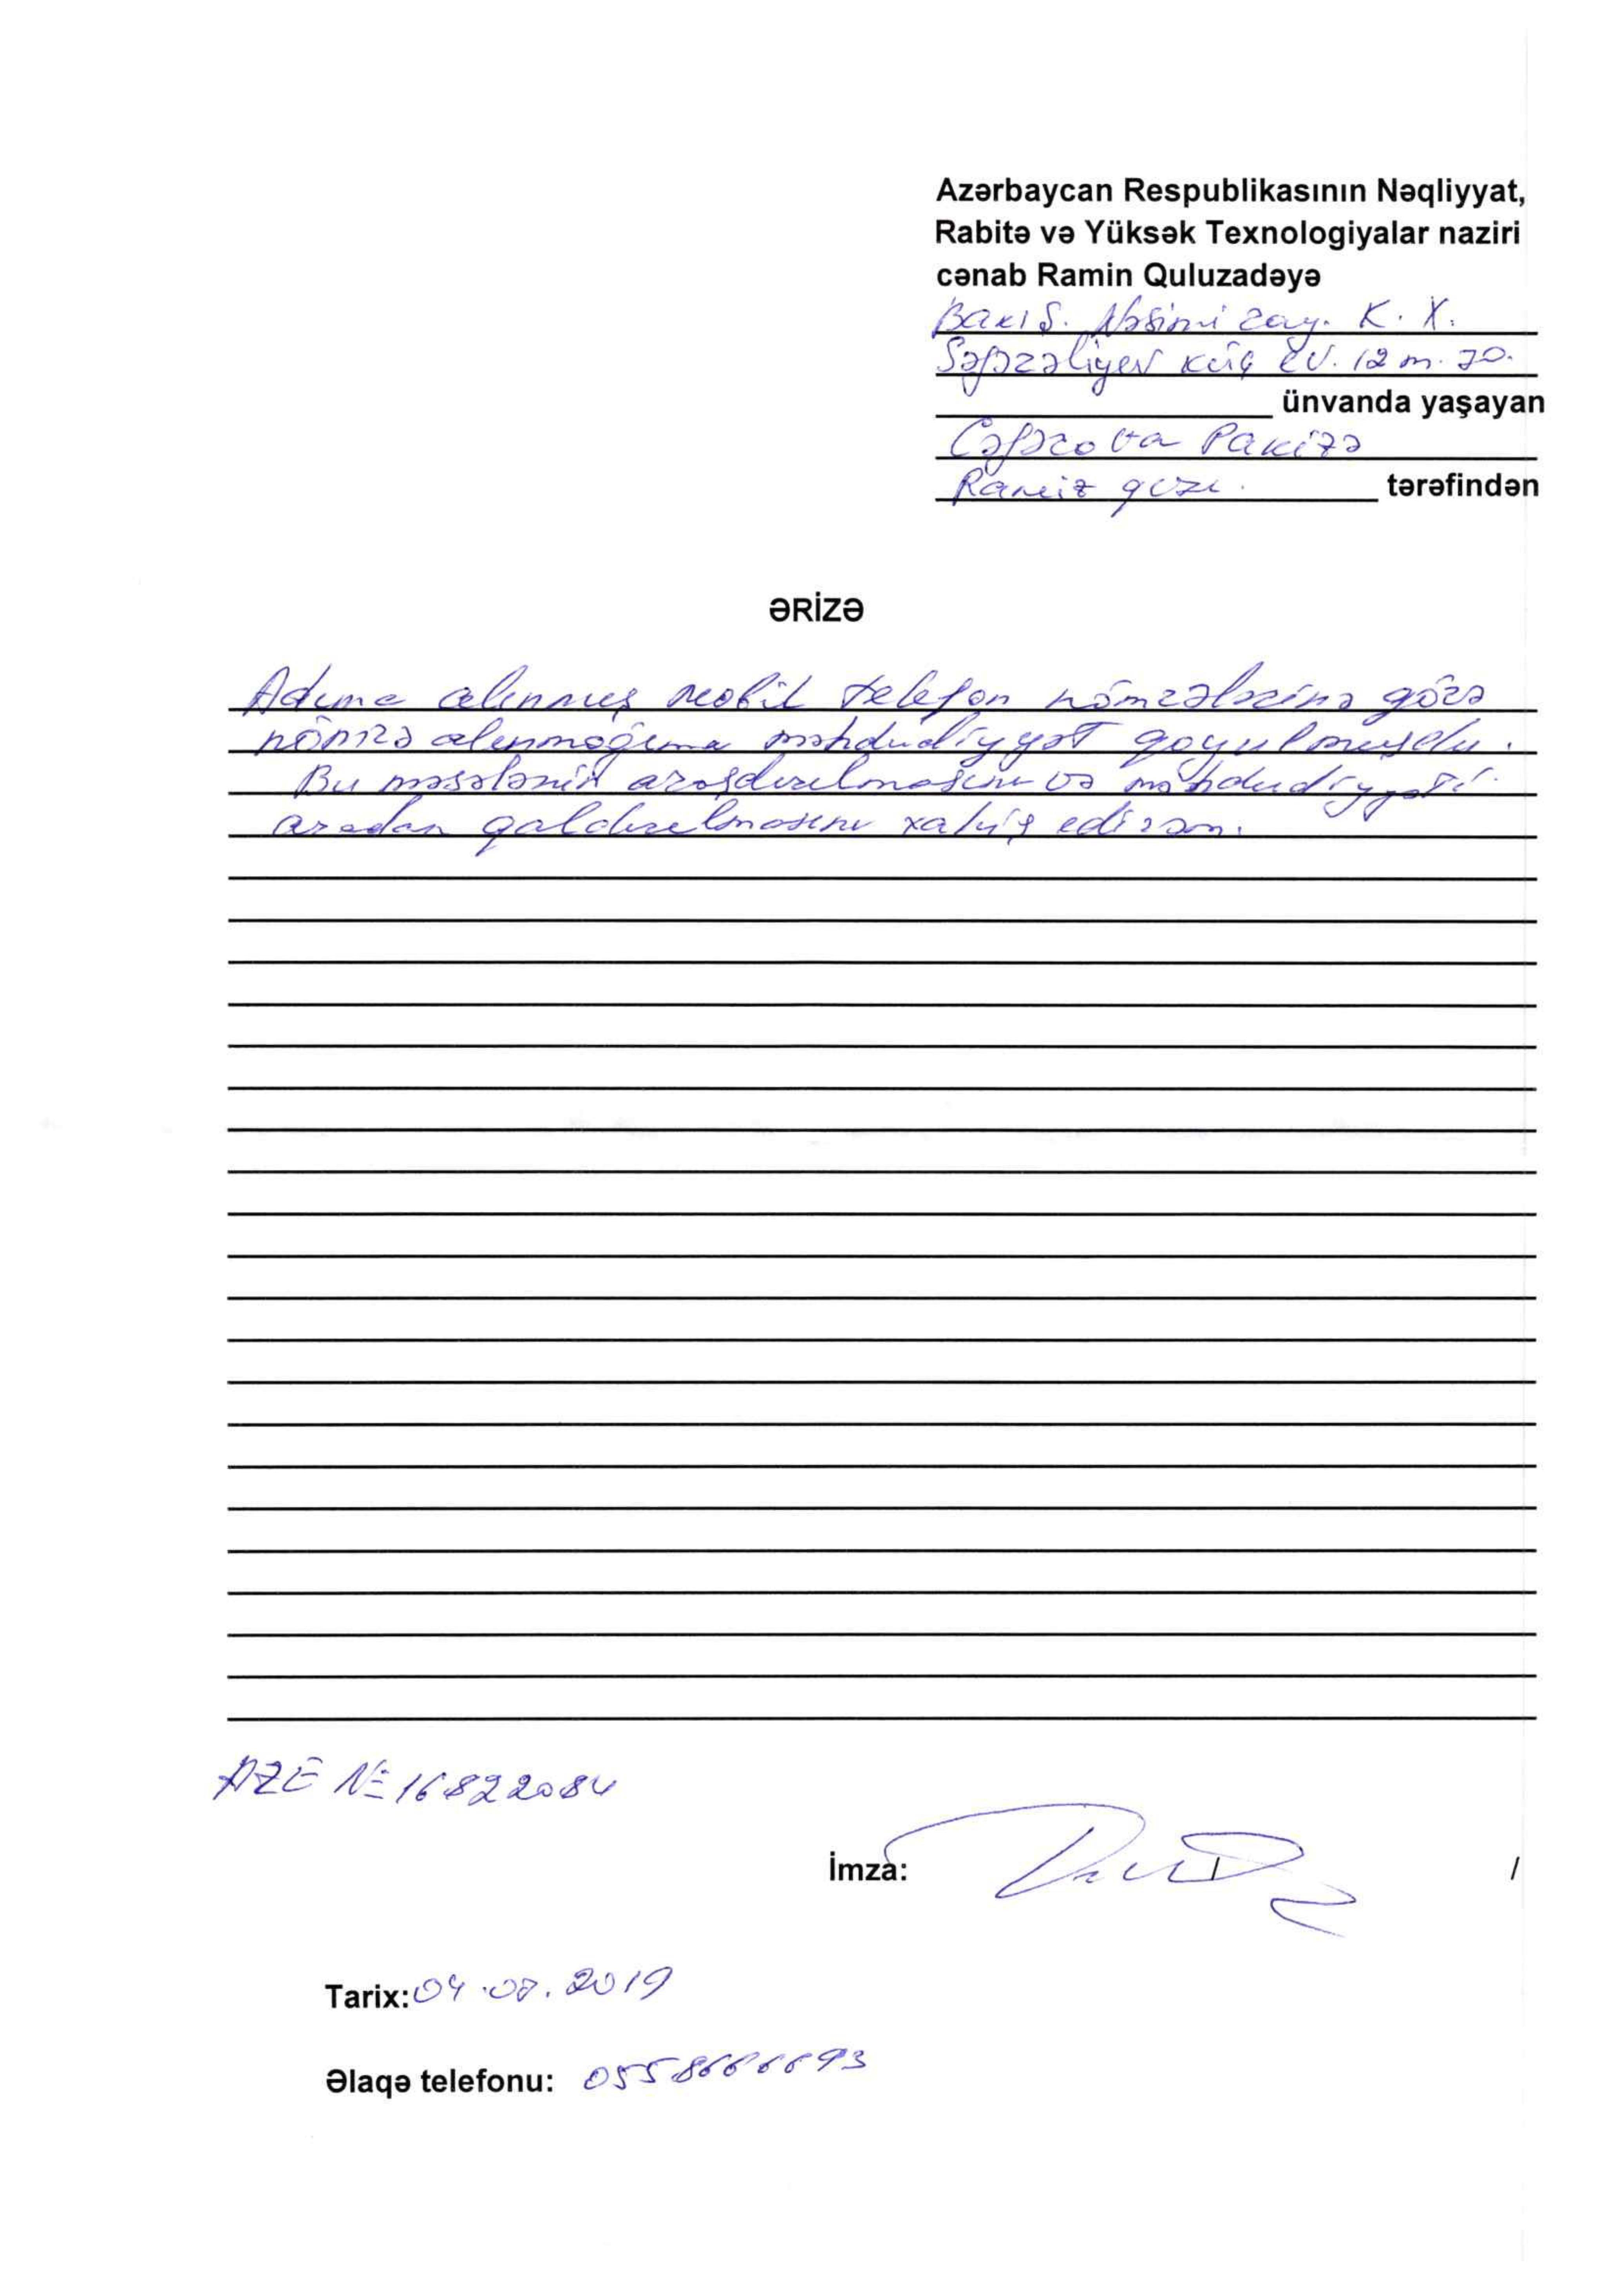 Azərbaycan Respublikasının Nəqliyyat,
Rabitə və Yüksək Texnologiyalar naziri
cənab Ramin Quluzadəyə
Bakı ş. Nəsimi ray. K. X.
Səfərəliyev küç ev. 12 m. 70.
ünvanda yaşayan
Cəfərova Pakizə
Ramiz qızı.
tərəfindən
ƏRİZƏ
Adıma alınmış mobil telefon nömrələrinə görə
nömrə alınmağıma məhdudiyyət qoyulmuşdu.
Bu məsələnin araşdırılmasını və məhdudiyyəti
aradan qaldırılmasını xahiş edirəm.
AZE № 16822084
İmza: / /
Tarix: 04.07.2019
Əlaqə telefonu: 0558666693